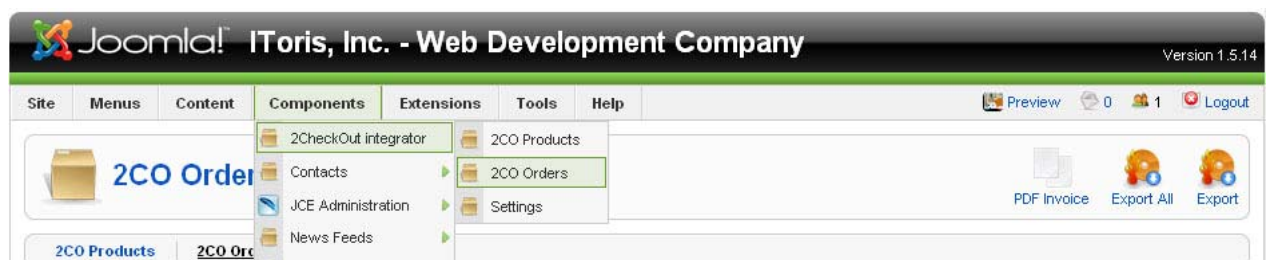 Joomla! IToris, Inc. - Web Development Company
Version 1.5.14
Site Menus Content Components Extensions Tools Help Preview 0 1 Logout
2CheckOut integrator 2CO Products
2CO Order
Contacts 2CO Orders
PDF Invoice Export All Export
JCE Administration Settings
News Feeds
2CO Products 2CO Ord